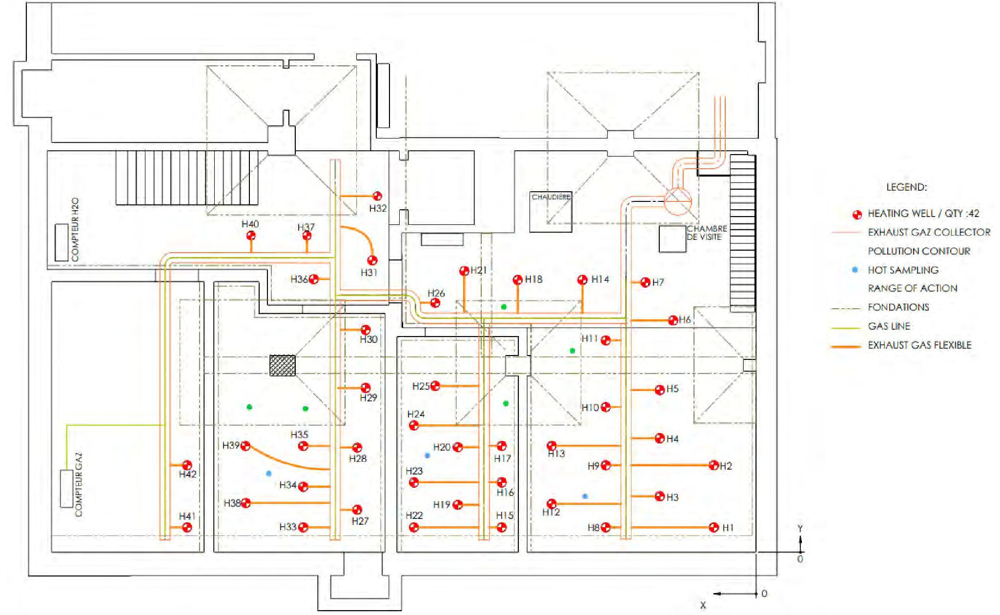 LEGEND:
HEATING WELL / QTY :42
EXHAUST GAZ COLLECTOR
POLLUTION CONTOUR
HOT SAMPLING
RANGE OF ACTION
FONDATIONS
GAS LINE
EXHAUST GAS FLEXIBLE
CHAUDIERE
COMPTEUR H2O
H32
H40
H37
CHAMBRE
DE VISITE
H31
H36
H21
H18
H14
H7
H26
H6
H30
H11
H29
H25
H5
H10
H24
H39
H35
H28
H20
H17
H13
H4
COMPTEUR GAZ
H42
H34
H23
H16
H9
H2
H38
H19
H12
H3
H41
H33
H27
H22
H15
H8
H1
Y
0
X
0